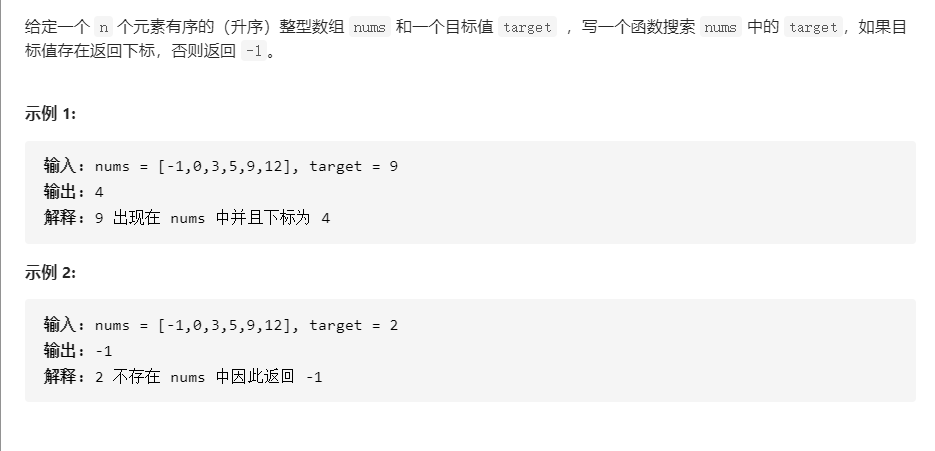 给定一个 n 个元素有序的（升序）整型数组 nums 和一个目标值 target ，写一个函数搜索 nums 中的 target，如果目
标值存在返回下标，否则返回 -1。
示例 1:
输入: nums = [-1,0,3,5,9,12], target = 9
输出: 4
解释: 9 出现在 nums 中并且下标为 4
示例 2:
输入: nums = [-1,0,3,5,9,12], target = 2
输出: -1
解释: 2 不存在 nums 中因此返回 -1